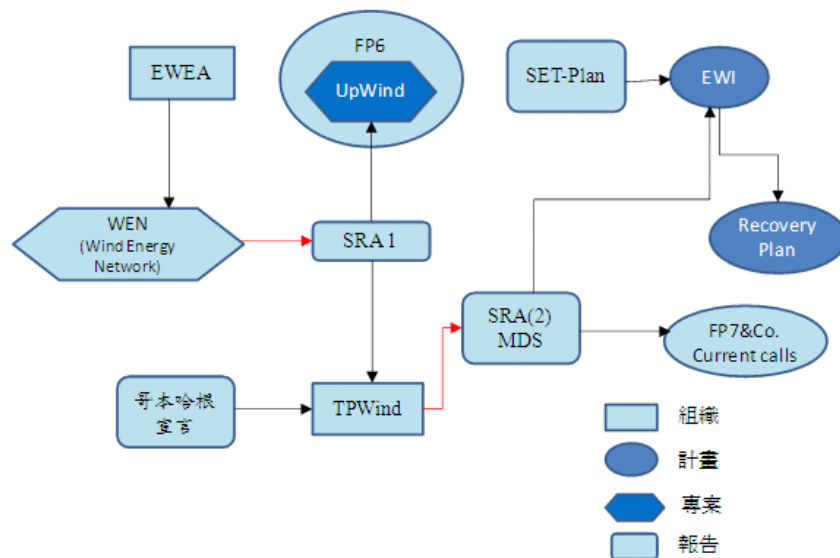 EWEA
FP6
UpWind
SET-Plan
EWI
WEN
(Wind Energy
Network)
SRA 1
Recovery
Plan
SRA(2)
MDS
FP7&Co.
Current calls
哥本哈根
宣言
TPWind
組織
計畫
專案
報告